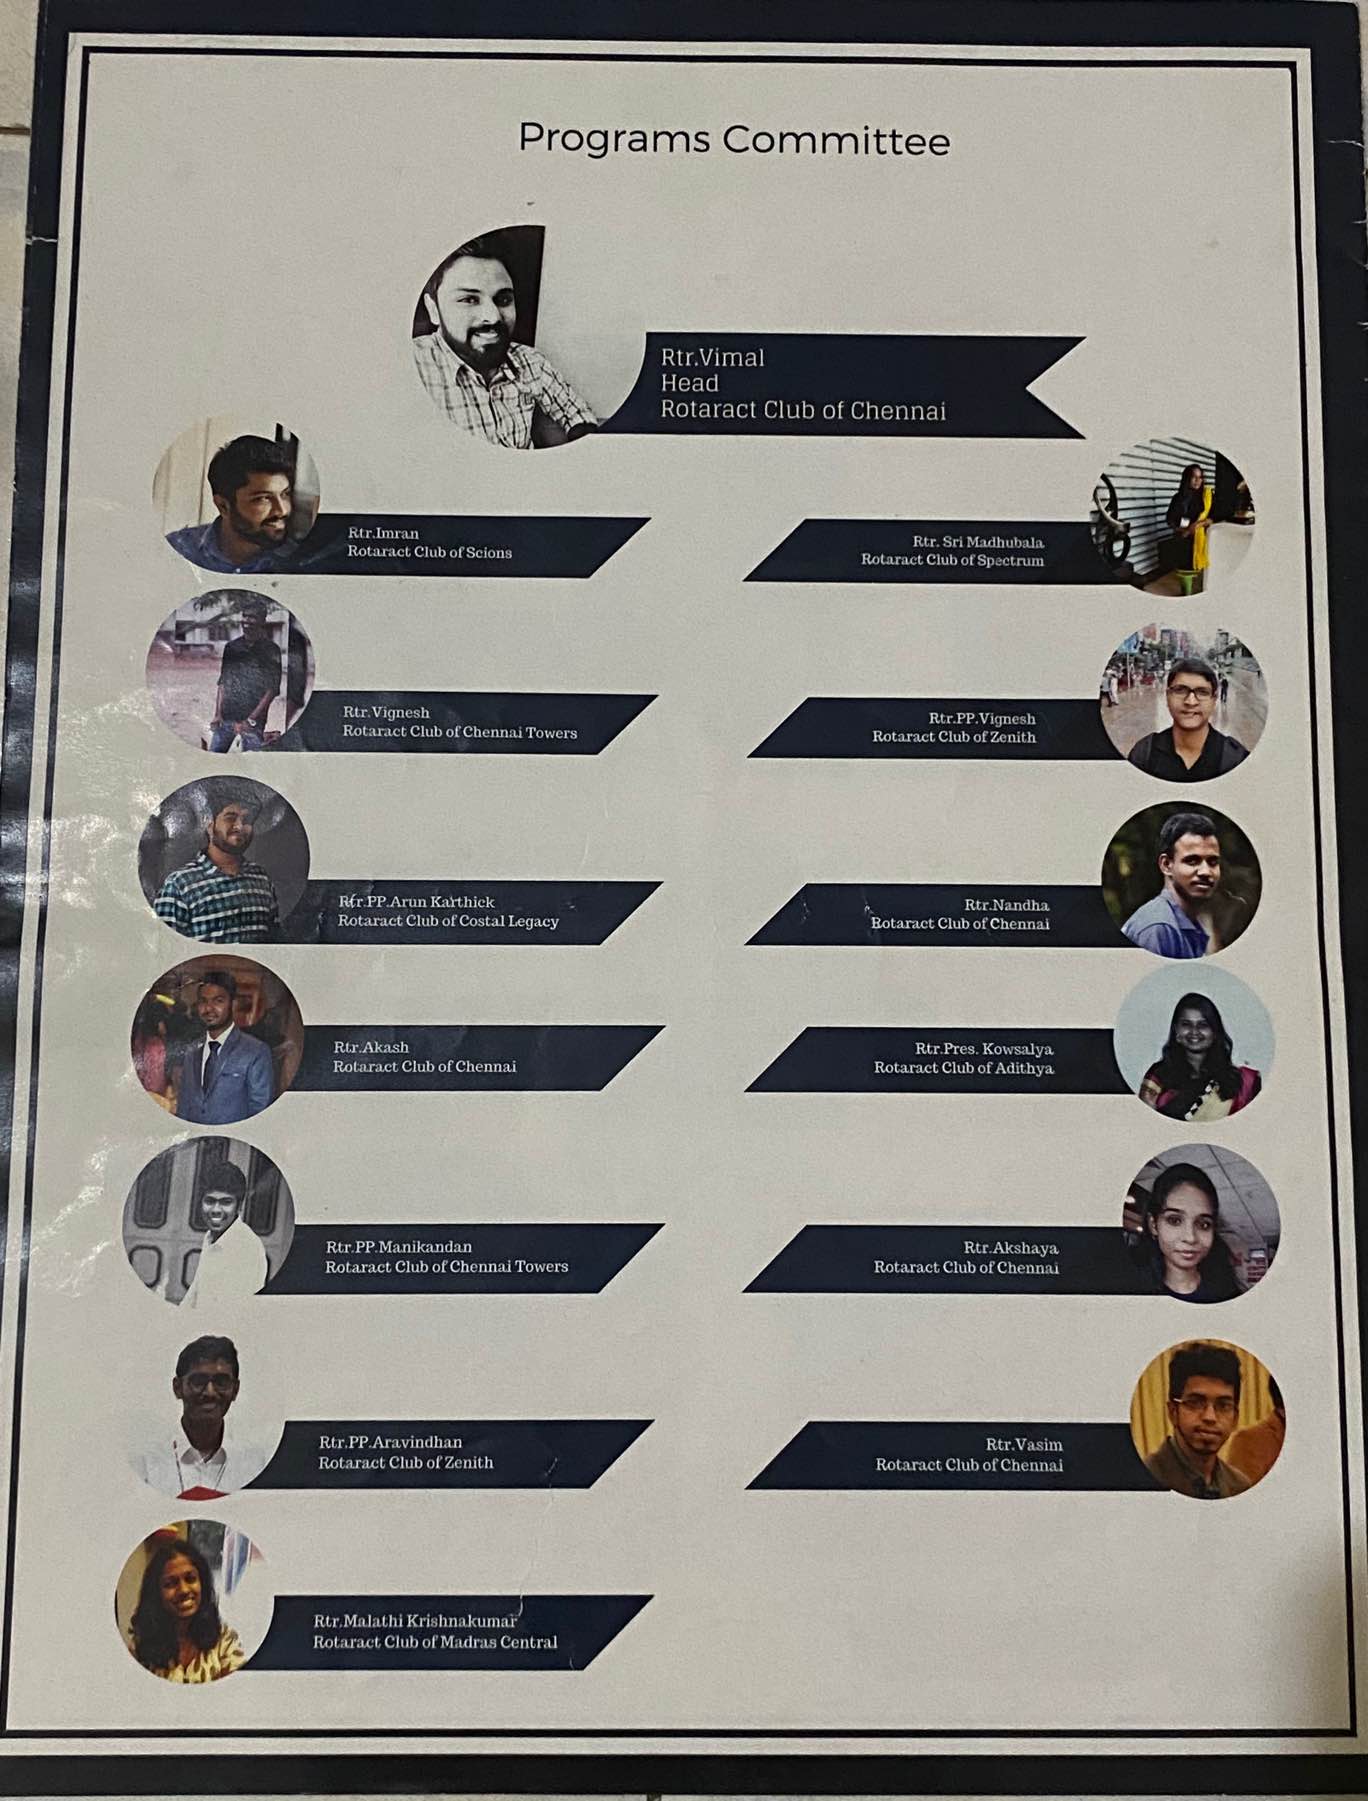 Programs Committee
Rtr.Vimal
Head
Rotaract Club of Chennai
Rtr.Imran
Rotaract Club of Scions
Rtr. Sri Madhubala
Rotaract Club of Spectrum
Rtr.Vignesh
Rotaract Club of Chennai Towers
Rtr.PP.Vignesh
Rotaract Club of Zenith
Rtr.PP.Arun Karthick
Rotaract Club of Costal Legacy
Rtr.Nandha
Rotaract Club of Chennai
Rtr.Akash
Rotaract Club of Chennai
Rtr.Pres. Kowsalya
Rotaract Club of Adithya
Rtr.PP.Manikandan
Rotaract Club of Chennai Towers
Rtr.Akshaya
Rotaract Club of Chennai
Rtr.PP.Aravindhan
Rotaract Club of Zenith
Rtr.Vasim
Rotaract Club of Chennai
Rtr.Malathi Krishnakumar
Rotaract Club of Madras Central